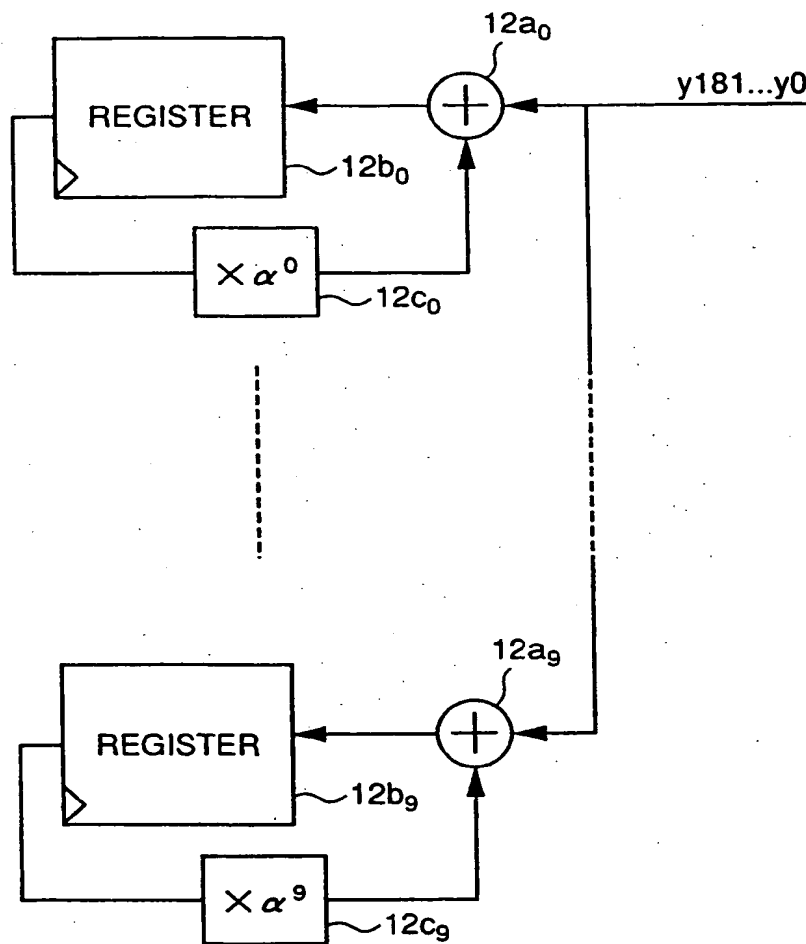 12a₀
y181...y0
REGISTER
12b₀
× α⁰
12c₀
12a₉
REGISTER
12b₉
× α⁹
12c₉